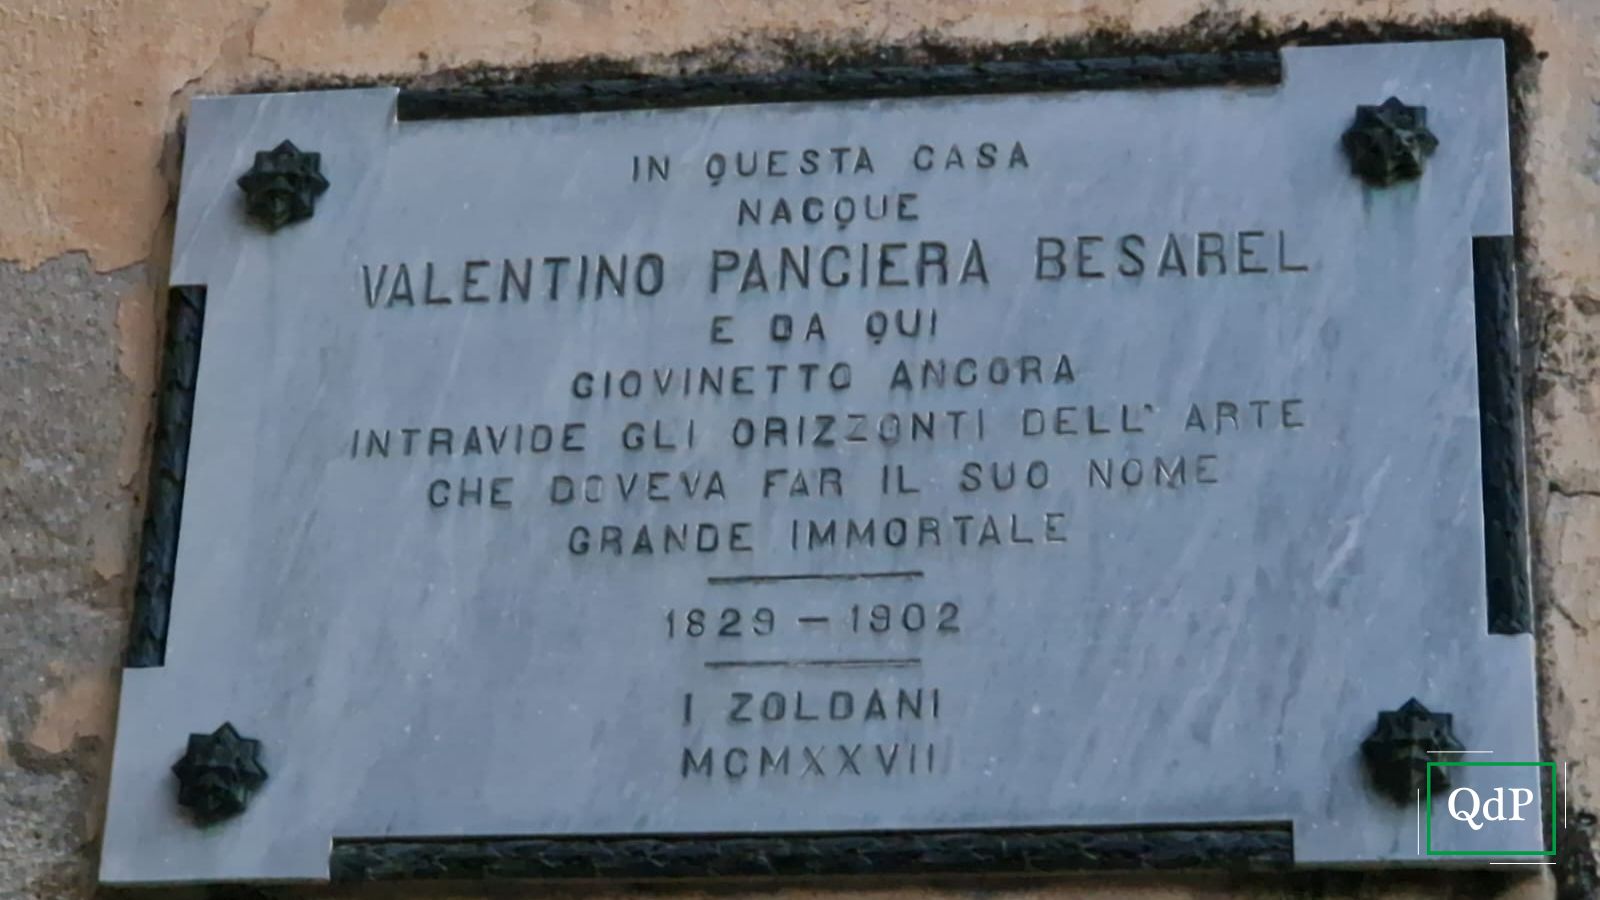 IN QUESTA CASA
NACQUE
VALENTINO PANCIERA BESAREL
E DA QUI
GIOVINETTO ANCORA
INTRAVIDE GLI ORIZZONTI DELL' ARTE
CHE DOVEVA FAR IL SUO NOME
GRANDE IMMORTALE
1829 – 1902
I ZOLDANI
MCMXXVII
QdP